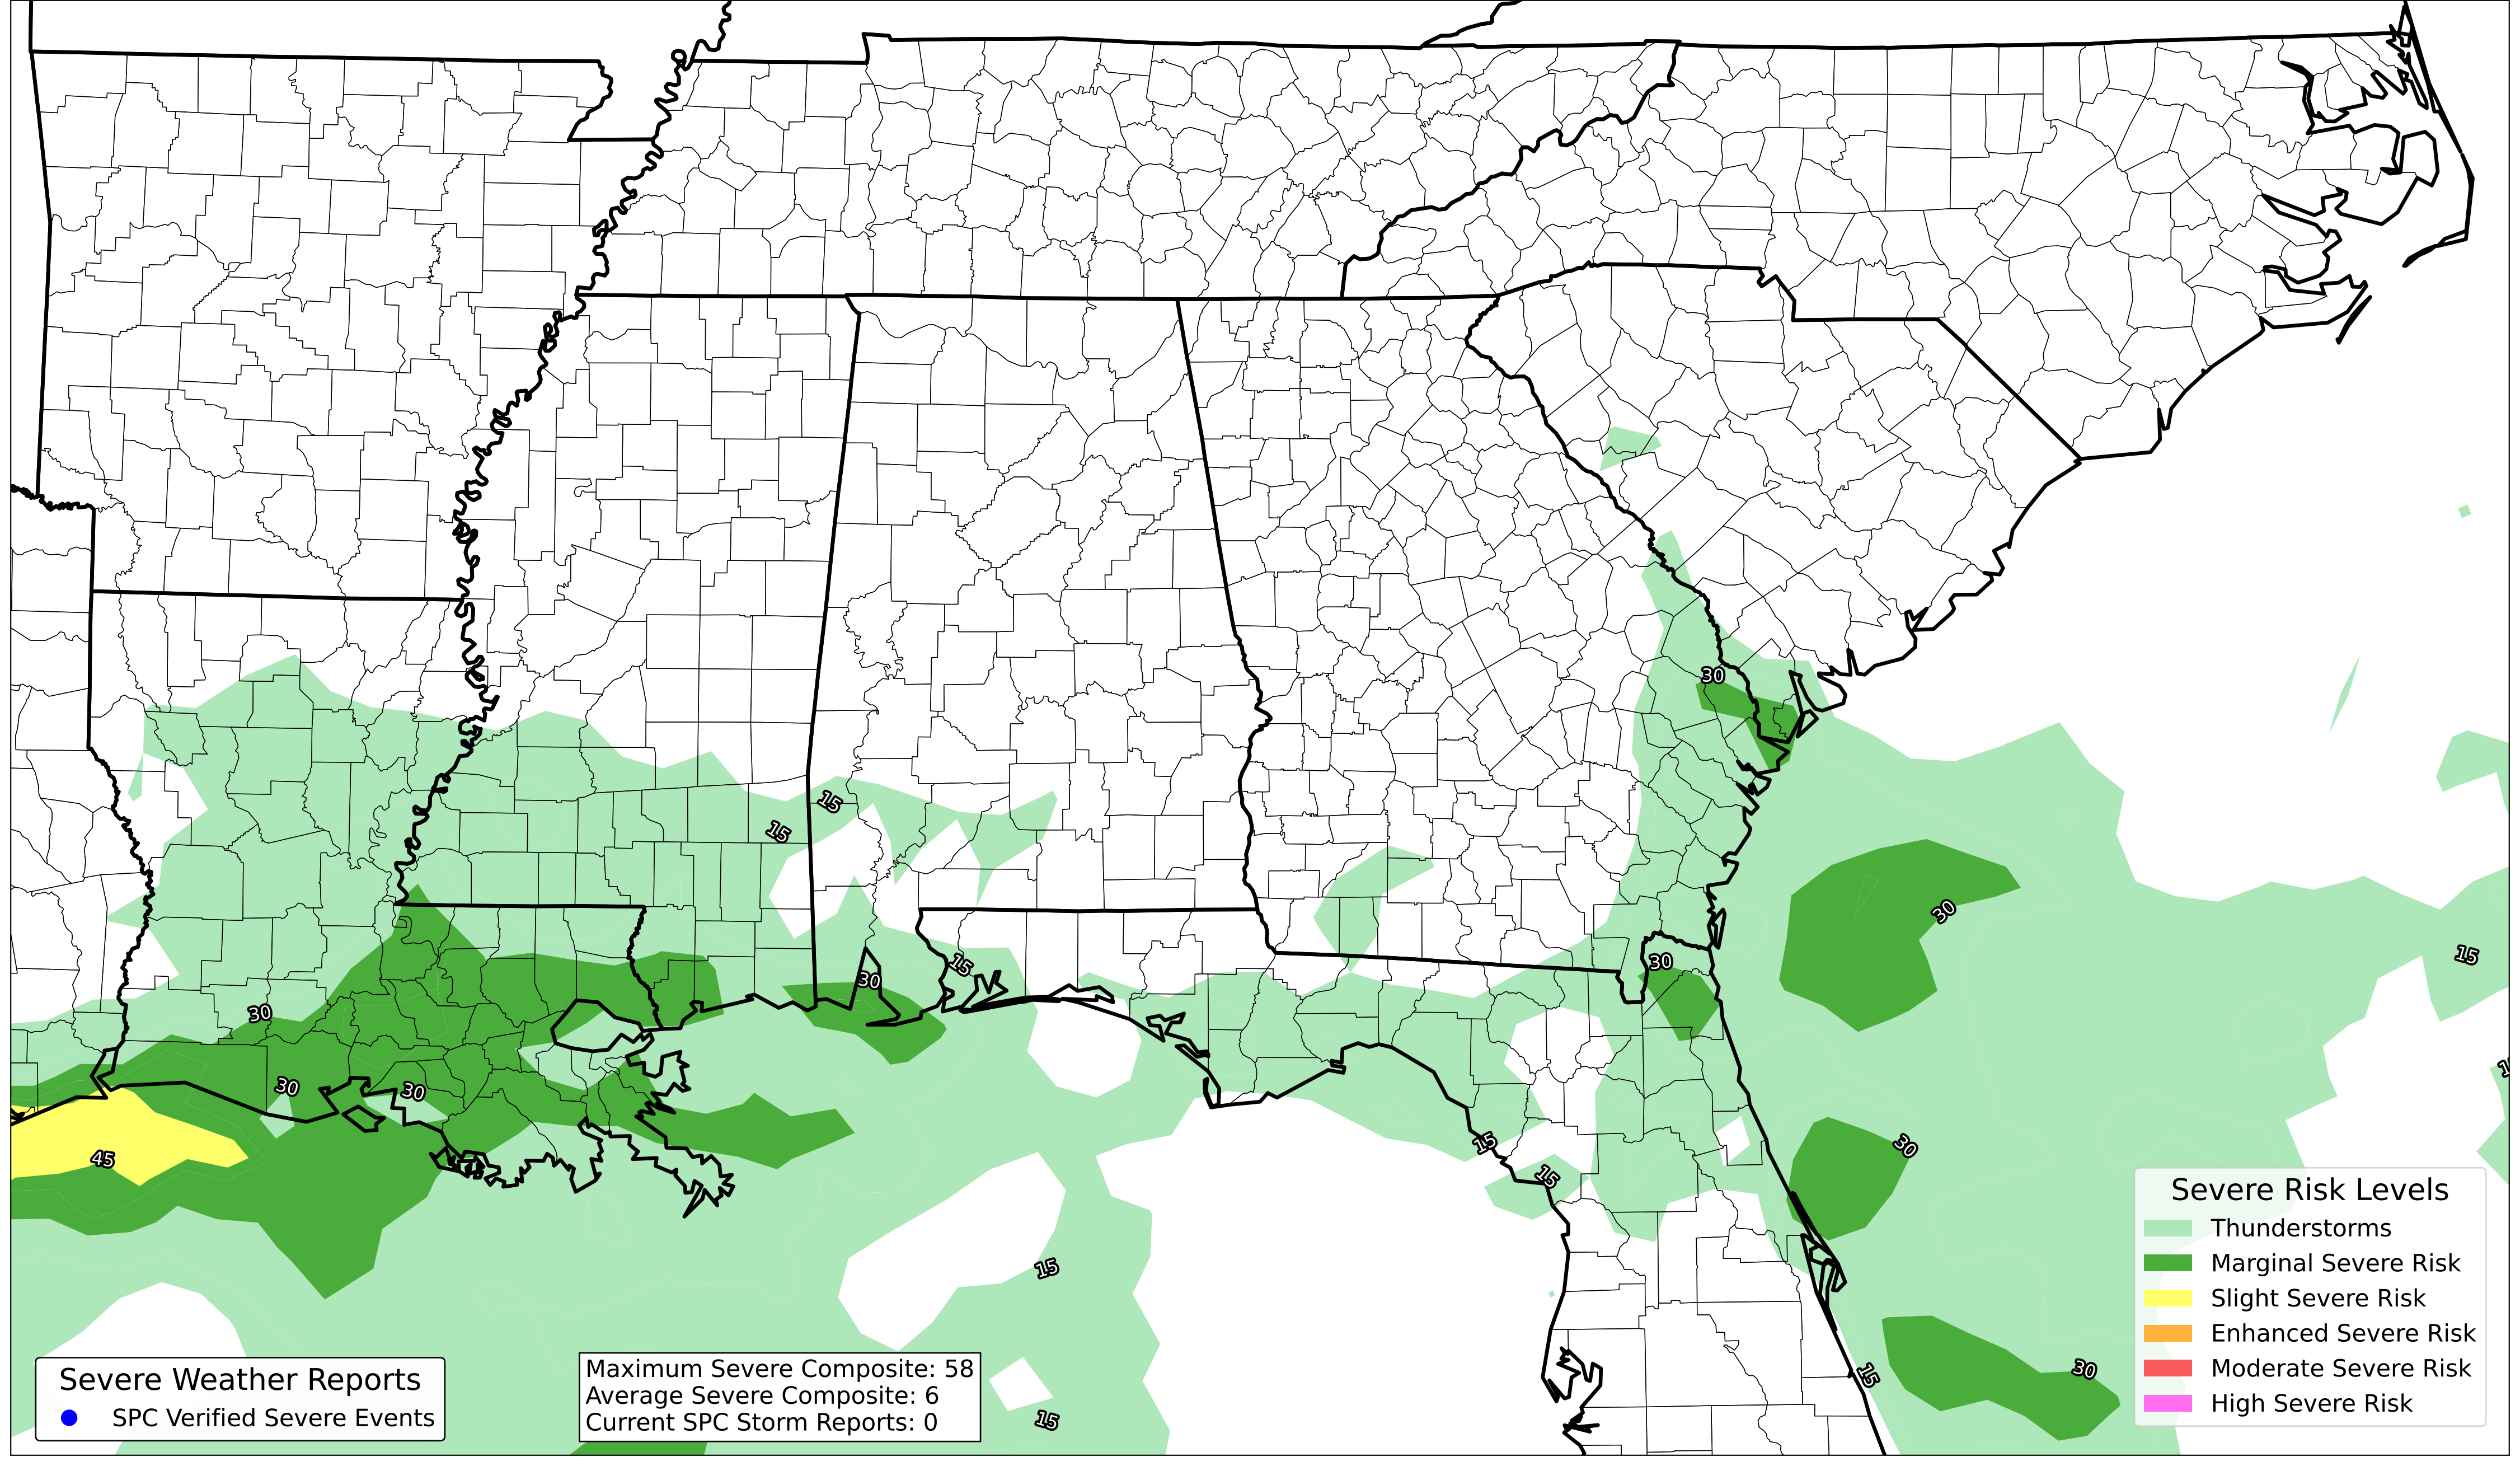 30
15
15
15
30
30
15
30
30
30
30
15
45
15
30
15
15
30
15
15
Severe Risk Levels
Thunderstorms
Marginal Severe Risk
Slight Severe Risk
Enhanced Severe Risk
Moderate Severe Risk
High Severe Risk
Severe Weather Reports
SPC Verified Severe Events
Maximum Severe Composite: 58
Average Severe Composite: 6
Current SPC Storm Reports: 0